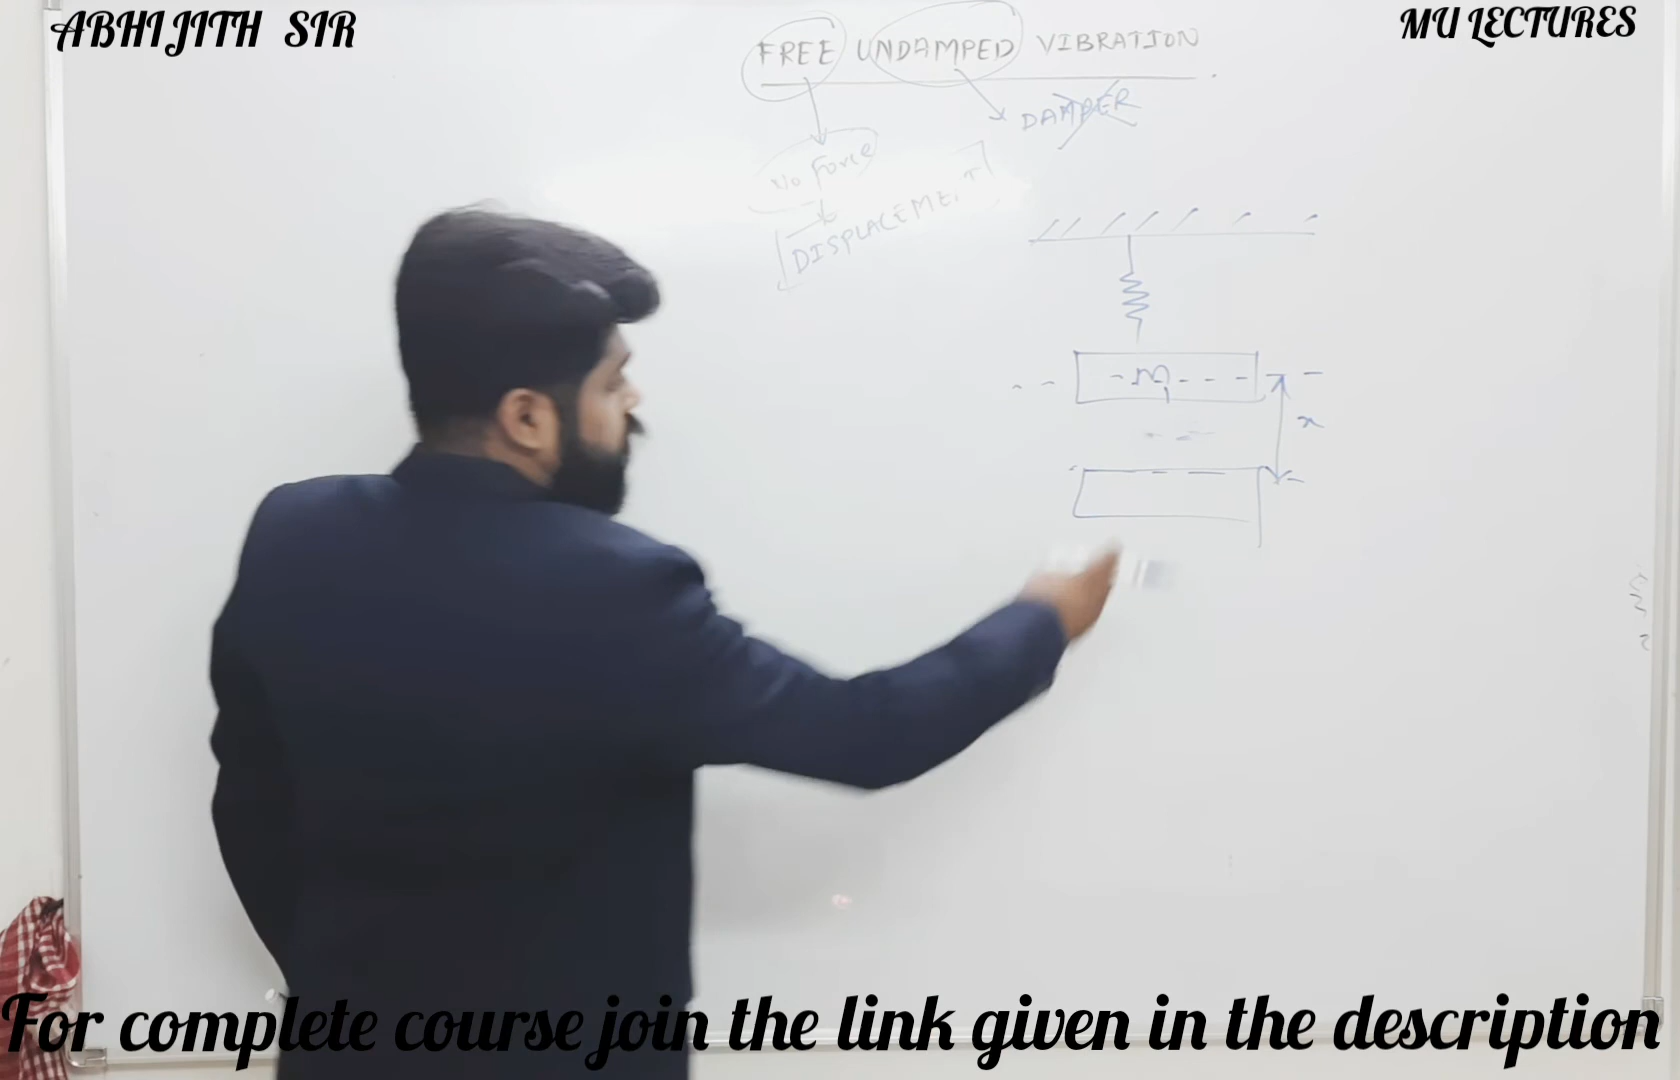 ABHIJITH SIR
MU LECTURES
FREE UNDAMPED VIBRATION
DAMPER
No Force
DISPLACEMENT
m
x
For complete course join the link given in the description